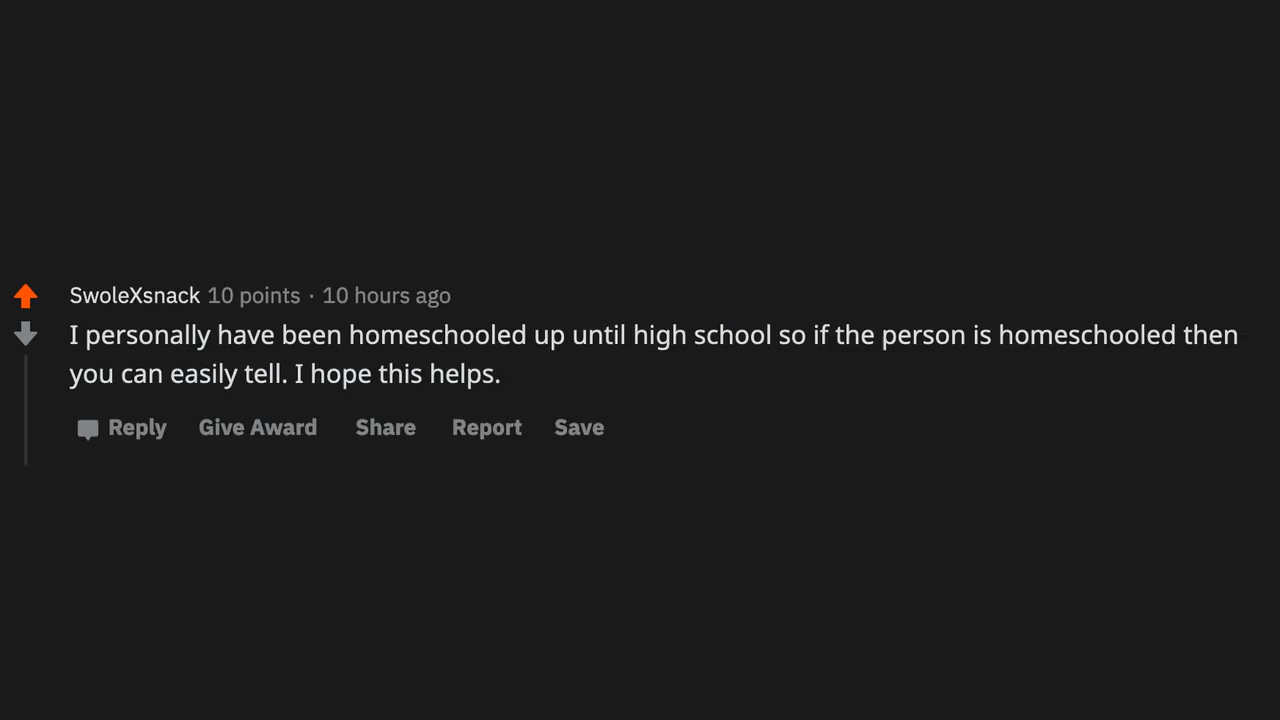 SwoleXsnack 10 points · 10 hours ago
I personally have been homeschooled up until high school so if the person is homeschooled then
you can easily tell. I hope this helps.
Reply Give Award Share Report Save